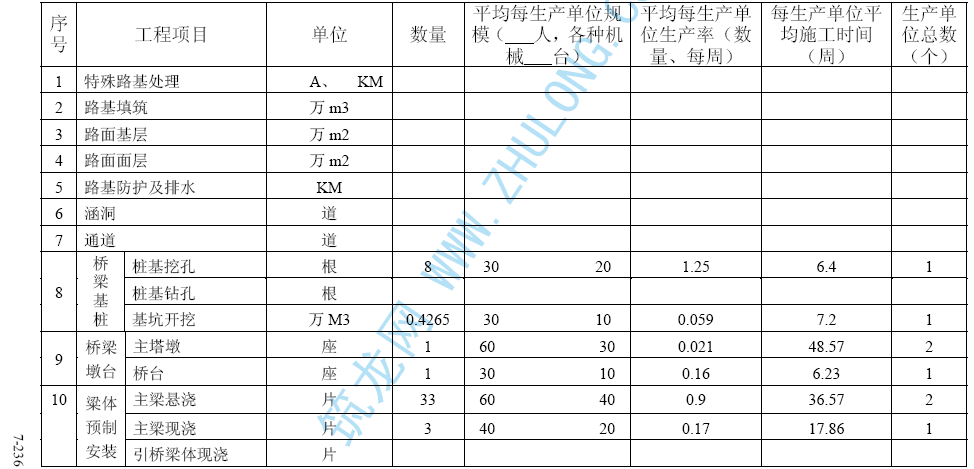 序号 工程项目 单位 数量 平均每生产单位规模（___人，各种机械___台） 平均每生产单位生产率（数量、每周） 每生产单位平均施工时间（周） 生产单位总数（个）
1 特殊路基处理 A、 KM
2 路基填筑 万 m3
3 路面基层 万 m2
4 路面面层 万 m2
5 路基防护及排水 KM
6 涵洞 道
7 通道 道
8 桥梁基桩 桩基挖孔 根 8 30 20 1.25 6.4 1
桩基钻孔 根
基坑开挖 万 M3 0.4265 30 10 0.059 7.2 1
9 桥梁墩台 主塔墩 座 1 60 30 0.021 48.57 2
桥台 座 1 30 10 0.16 6.23 1
10 梁体预制安装 主梁悬浇 片 33 60 40 0.9 36.57 2
主梁现浇 片 3 40 20 0.17 17.86 1
引桥梁体现浇 片
7-236
筑龙网 WWW.ZHULONG.CO